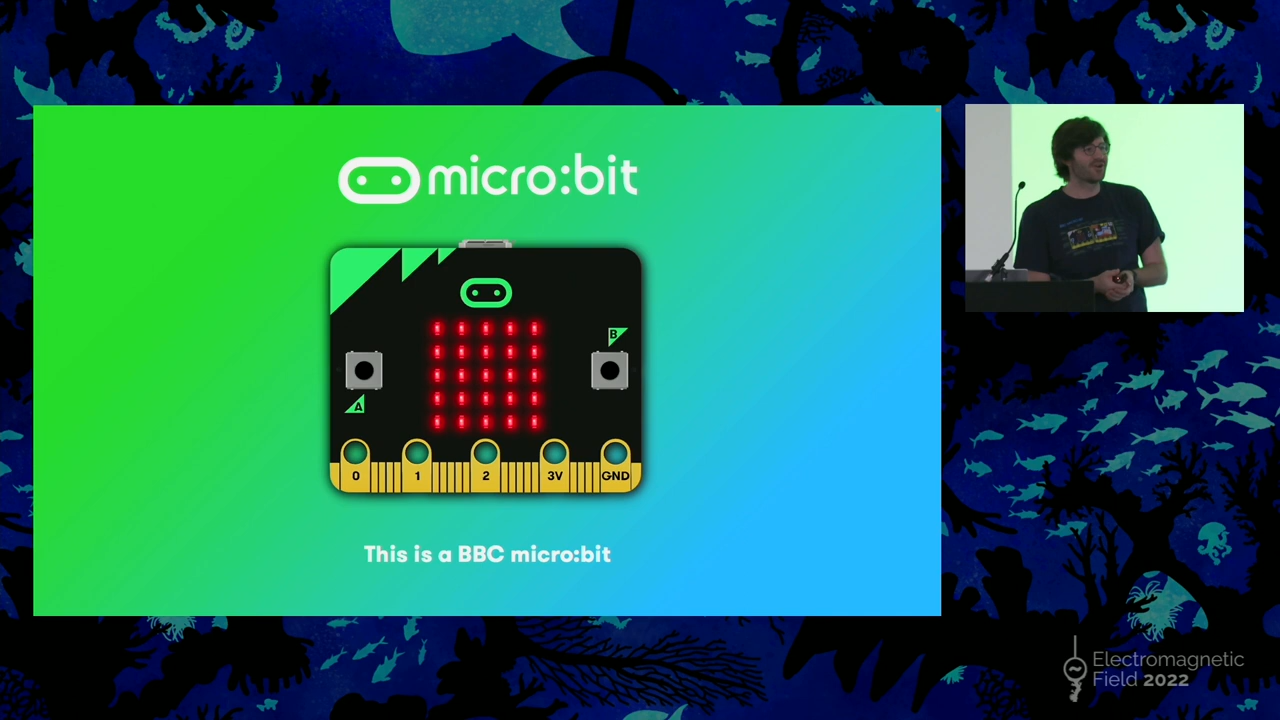 micro:bit
B
A
0 1 2 3V GND
This is a BBC micro:bit
Electromagnetic
Field 2022